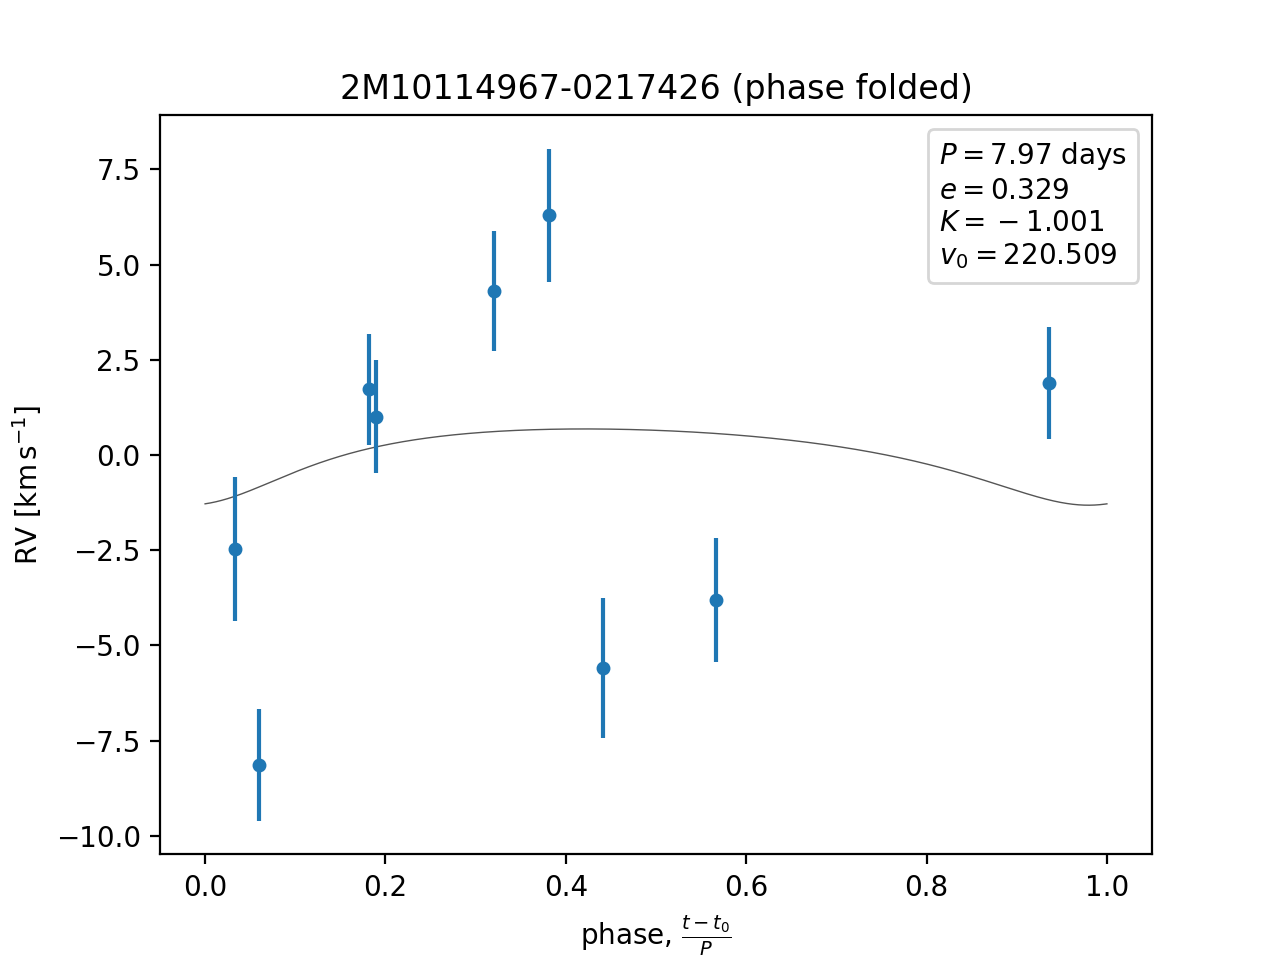 2M10114967-0217426 (phase folded)
P = 7.97 days
e = 0.329
K = −1.001
v₀ = 220.509
RV [km s⁻¹]
7.5
5.0
2.5
0.0
−2.5
−5.0
−7.5
−10.0
0.0 0.2 0.4 0.6 0.8 1.0
phase, (t − t₀)/P